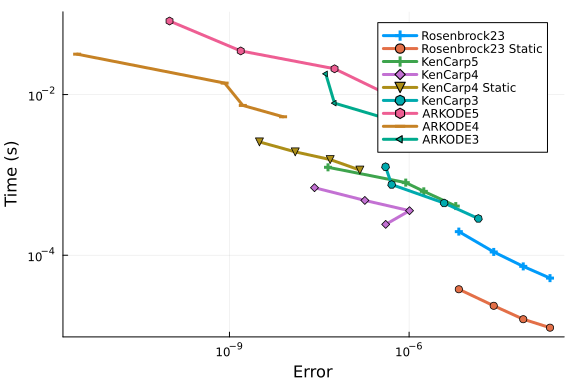 Rosenbrock23
Rosenbrock23 Static
KenCarp5
KenCarp4
KenCarp4 Static
KenCarp3
ARKODE5
ARKODE4
ARKODE3
10⁻²
10⁻⁴
Time (s)
10⁻⁹
10⁻⁶
Error